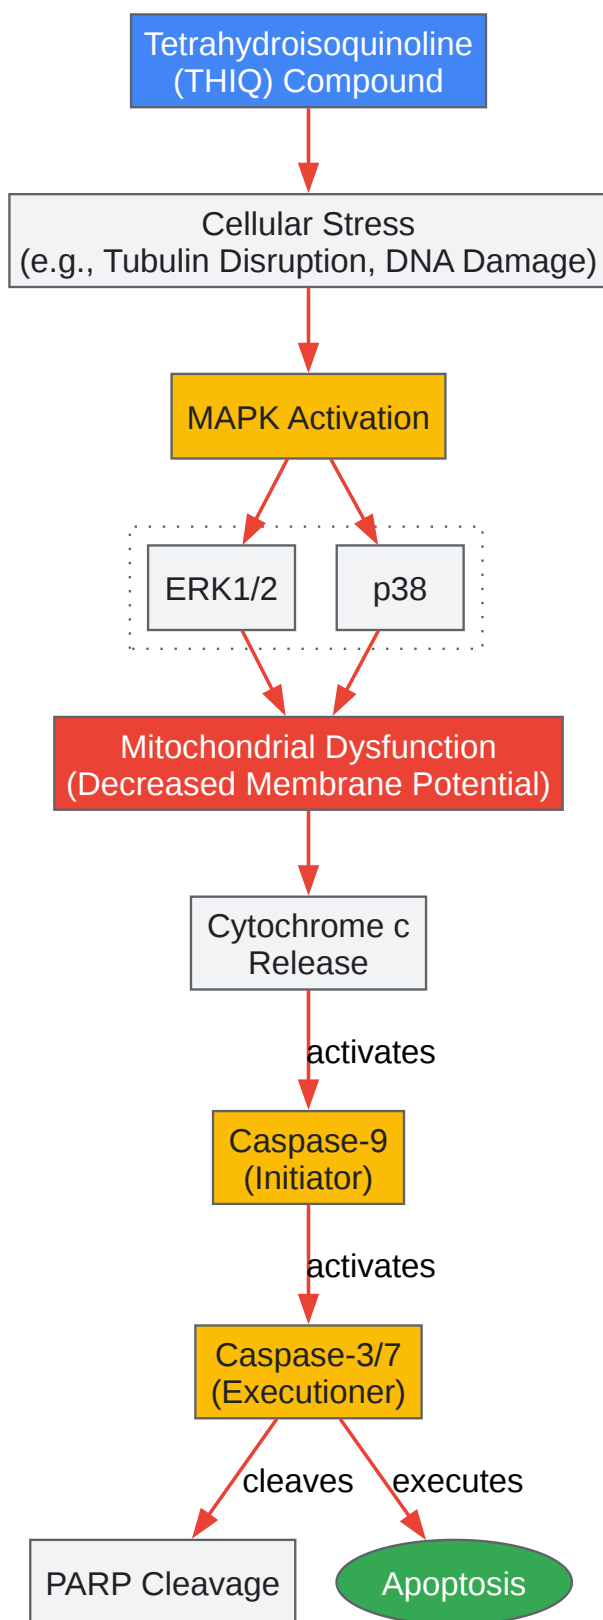 Tetrahydroisoquinoline
(THIQ) Compound
Cellular Stress
(e.g., Tubulin Disruption, DNA Damage)
MAPK Activation
ERK1/2
p38
Mitochondrial Dysfunction
(Decreased Membrane Potential)
Cytochrome c
Release
activates
Caspase-9
(Initiator)
activates
Caspase-3/7
(Executioner)
cleaves
executes
PARP Cleavage
Apoptosis